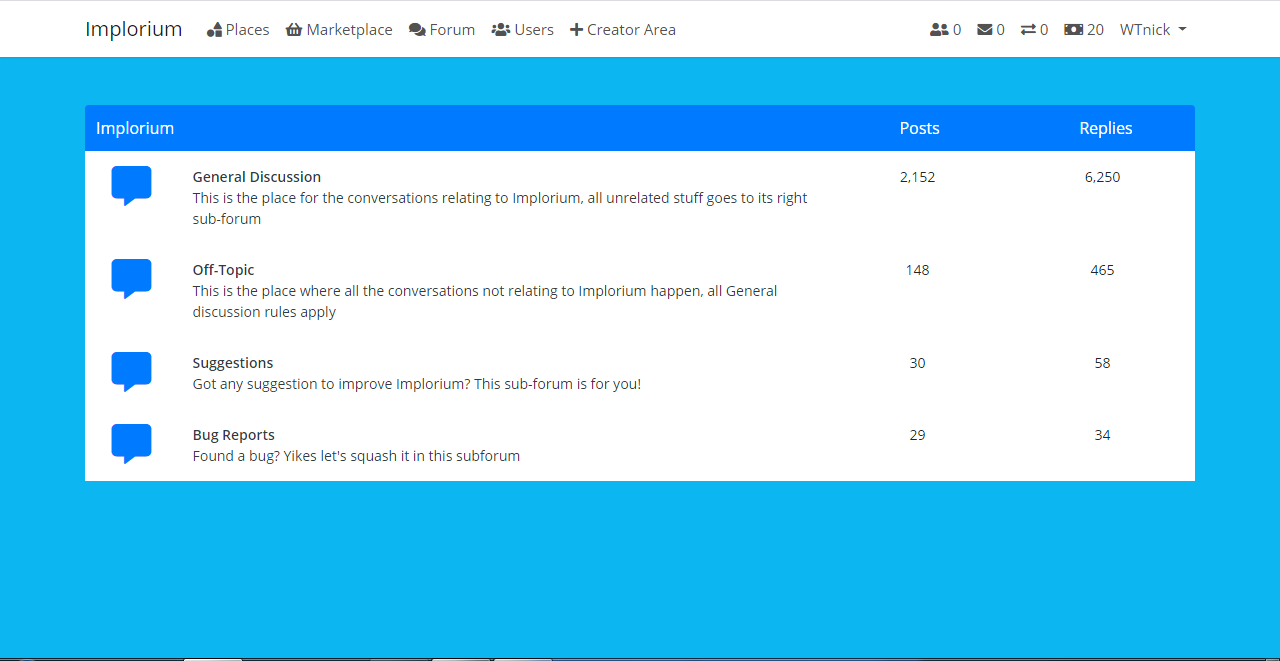 Implorium Places Marketplace Forum Users Creator Area 0 0 0 20 WTnick
Implorium Posts Replies
General Discussion 2,152 6,250
This is the place for the conversations relating to Implorium, all unrelated stuff goes to its right
sub-forum
Off-Topic 148 465
This is the place where all the conversations not relating to Implorium happen, all General
discussion rules apply
Suggestions 30 58
Got any suggestion to improve Implorium? This sub-forum is for you!
Bug Reports 29 34
Found a bug? Yikes let's squash it in this subforum